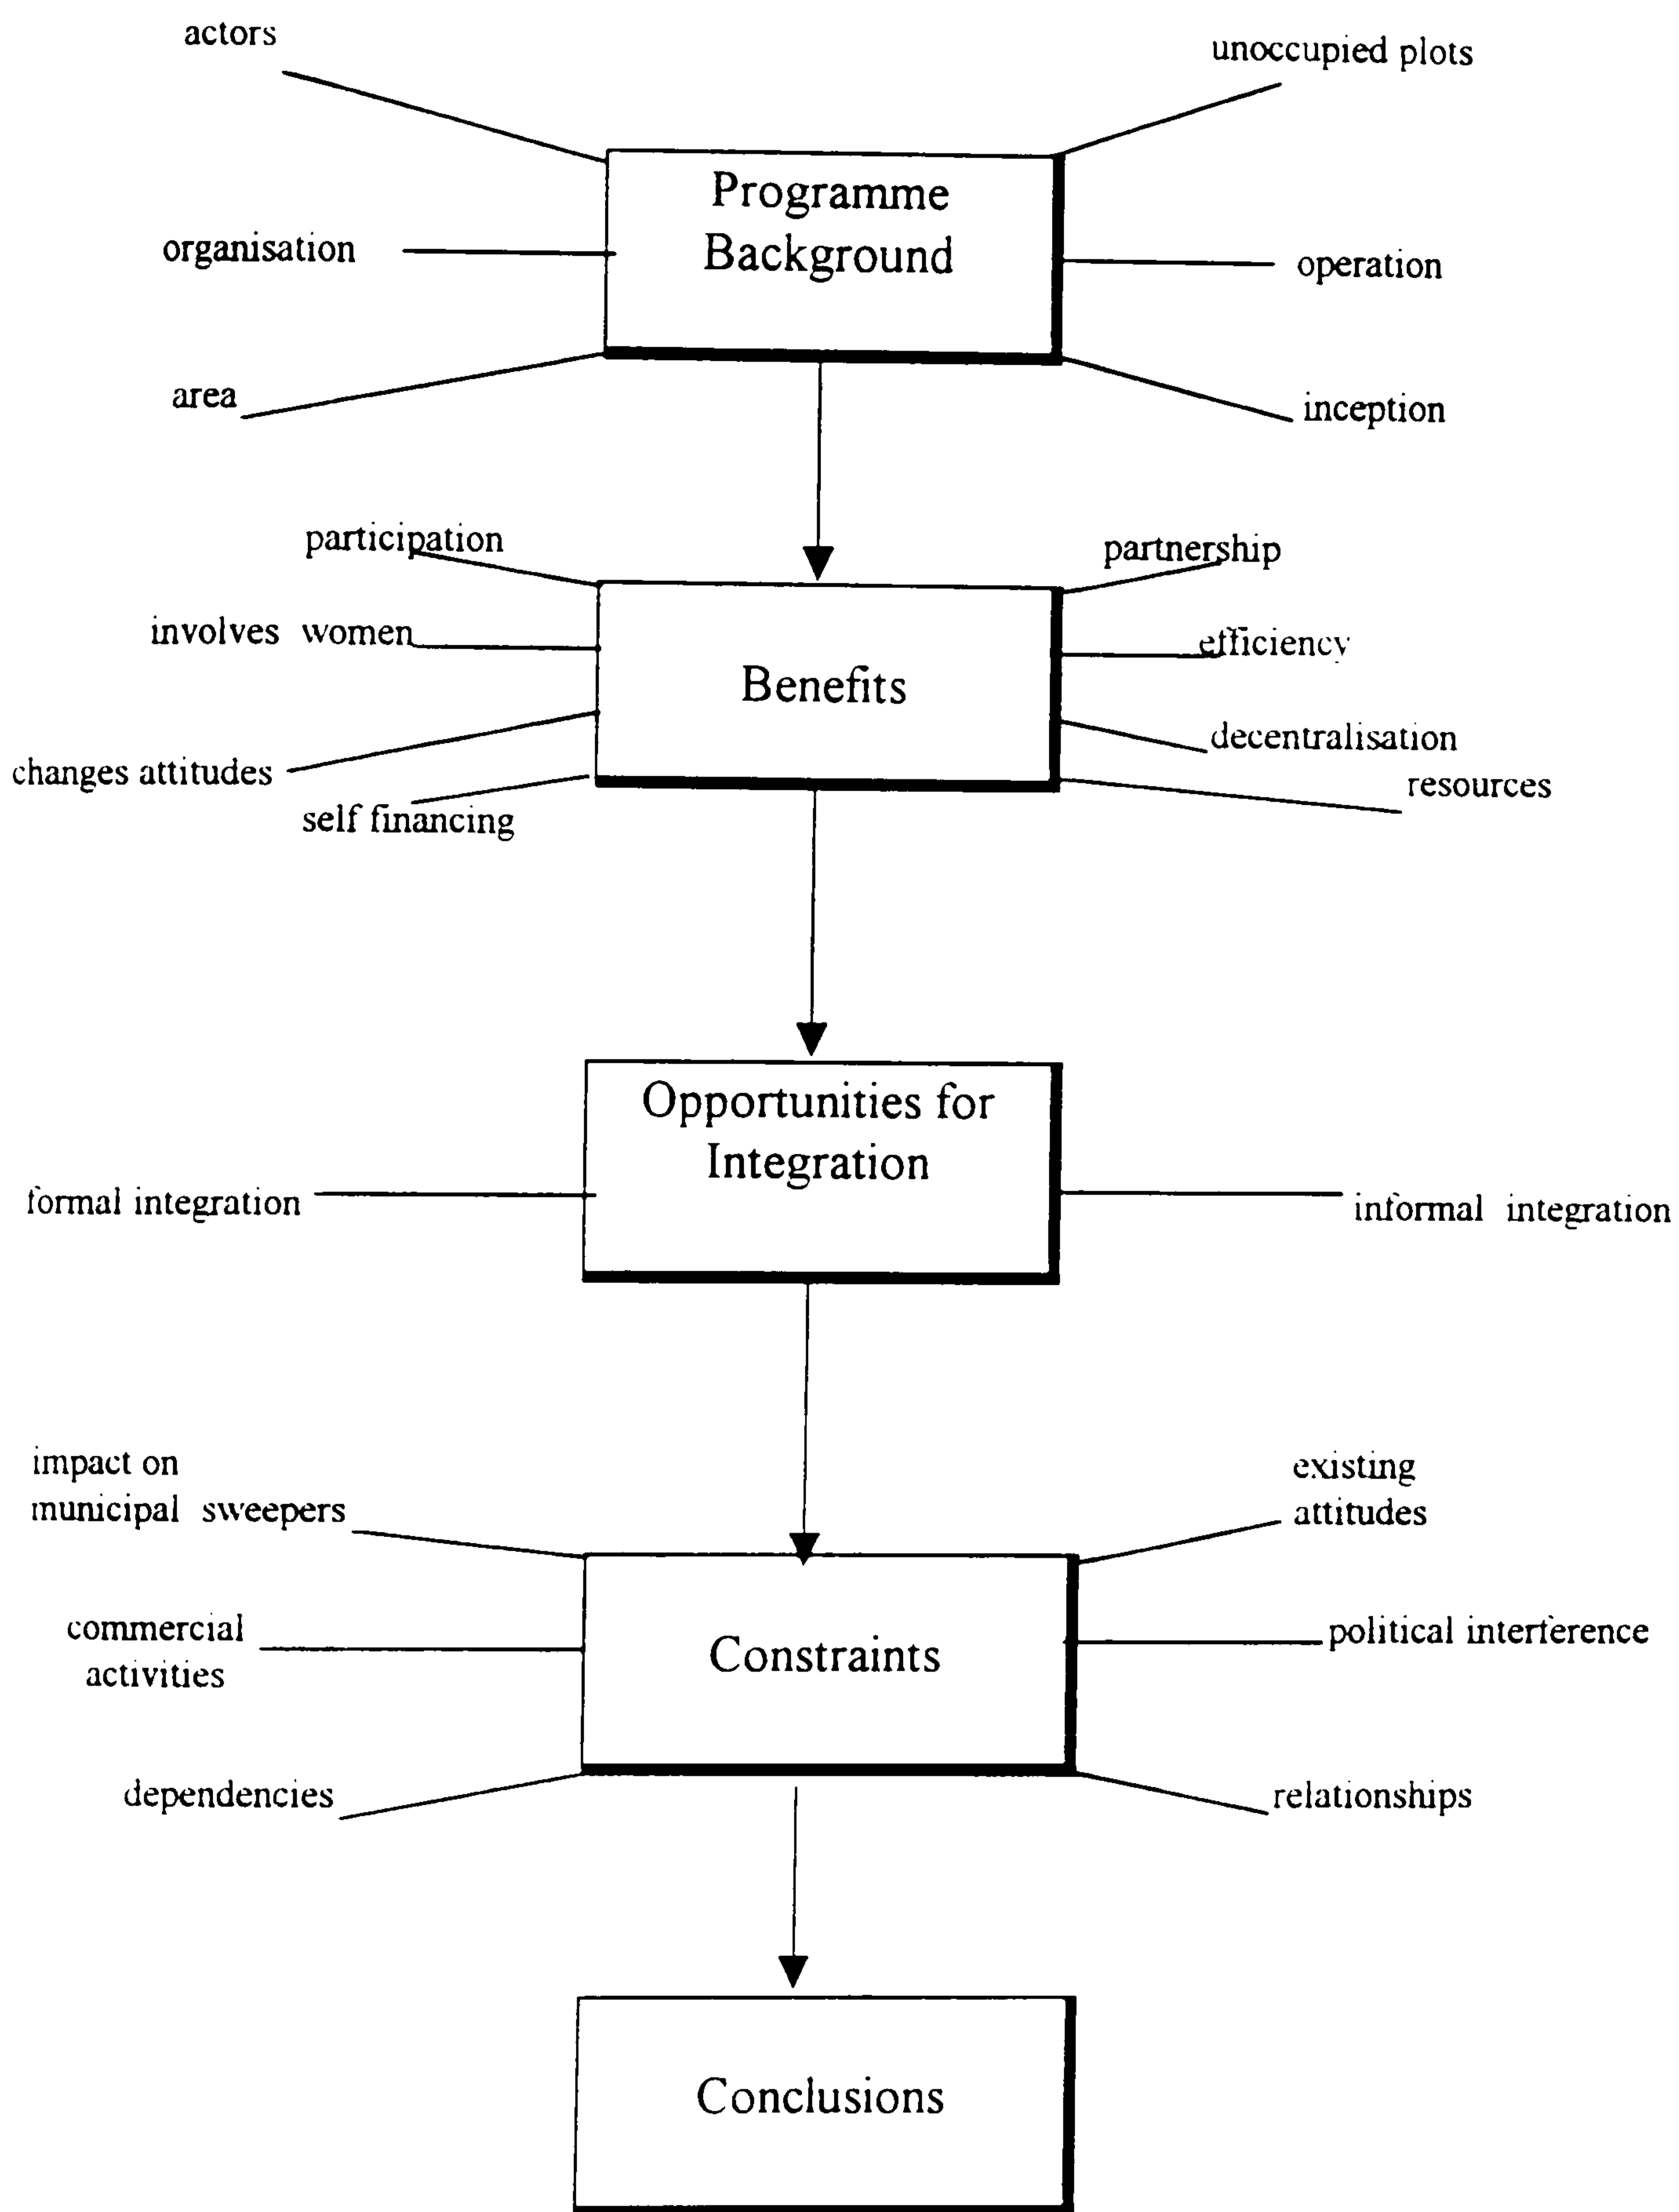 actors
unoccupied plots
Programme
Background
organisation
operation
area
inception
participation
partnership
involves women
efficiency
Benefits
decentralisation
changes attitudes
resources
self financing
Opportunities for
Integration
formal integration
informal integration
impact on
municipal sweepers
existing
attitudes
commercial
activities
political interference
Constraints
dependencies
relationships
Conclusions